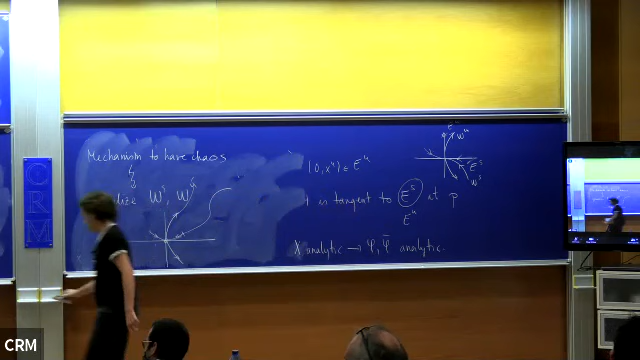 Mechanism to have chaos
W^s, W^u
(0, x^u) ∈ E^u
is tangent to E^s at p
E^u
X analytic → φ, φ̄ analytic.
E^u
W^u
E^s
W^s
CRM
CRM